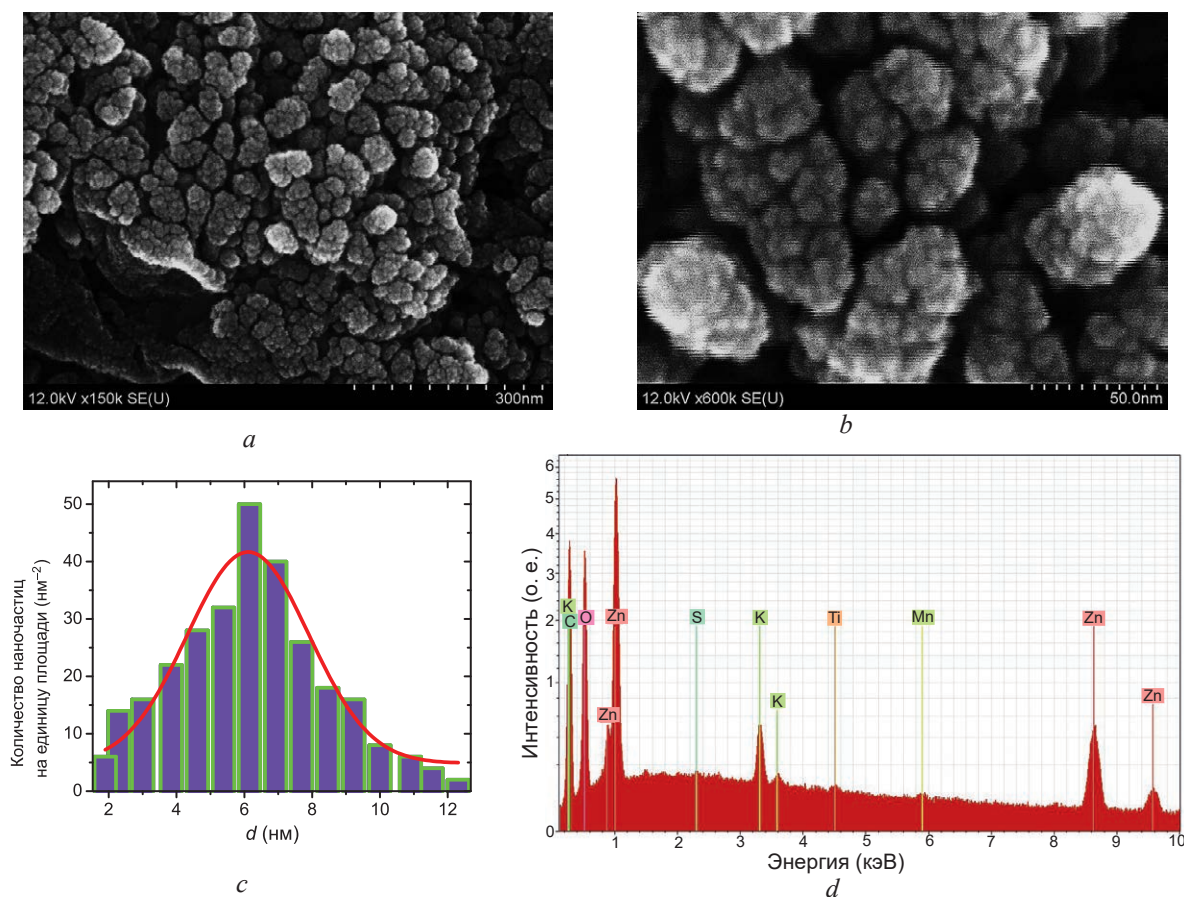 12.0kV x150k SE(U) 300nm
12.0kV x600k SE(U) 50.0nm
a
b
Количество наночастиц
на единицу площади (нм⁻²)
50
40
30
20
10
0
2 4 6 8 10 12
d (нм)
c
Интенсивность (о. е.)
6
5
4
3
2
1
0
K
C
O
Zn
Zn
S
K
K
Ti
Mn
Zn
Zn
1 2 3 4 5 6 7 8 9 10
Энергия (кэВ)
d